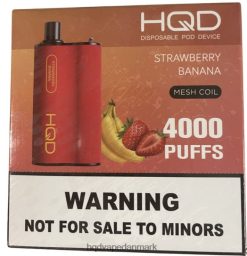 HQD
DISPOSABLE POD DEVICE
STRAWBERRY
BANANA
MESH COIL
HQD
4000
PUFFS
WARNING
NOT FOR SALE TO MINORS
hqdvapedanmark